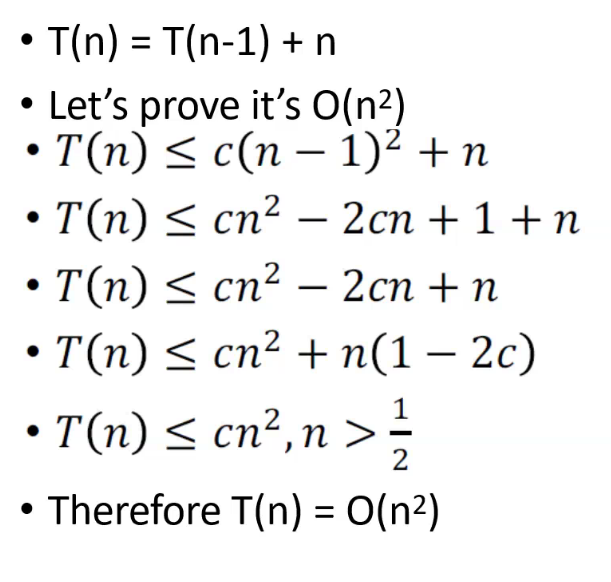 • T(n) = T(n-1) + n
• Let’s prove it’s O(n²)
• T(n) ≤ c(n − 1)² + n
• T(n) ≤ cn² − 2cn + 1 + n
• T(n) ≤ cn² − 2cn + n
• T(n) ≤ cn² + n(1 − 2c)
• T(n) ≤ cn², n > 1/2
• Therefore T(n) = O(n²)